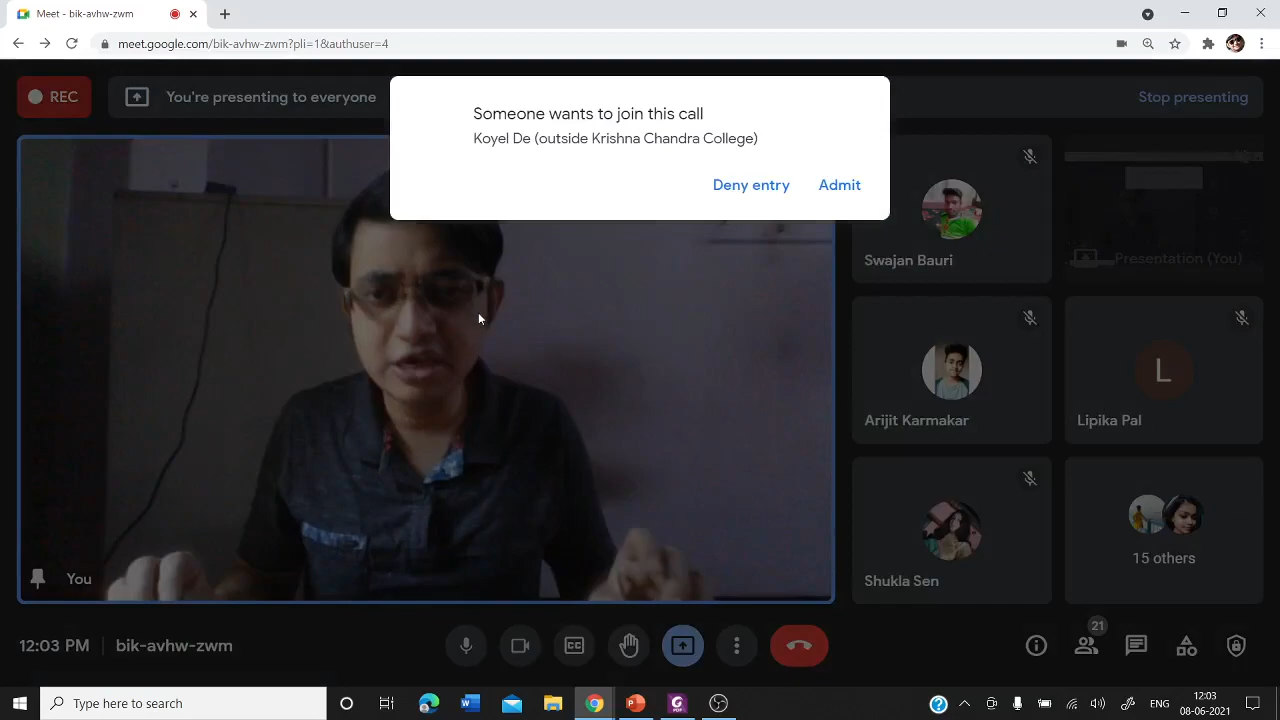 Meet - bik-avhw-zwm
meet.google.com/bik-avhw-zwm?pli=1&authuser=4
REC
You're presenting to everyone
Stop presenting
Someone wants to join this call
Koyel De (outside Krishna Chandra College)
Deny entry Admit
Swajan Bauri
Presentation (You)
Arijit Karmakar
L
Lipika Pal
Shukla Sen
15 others
You
12:03 PM bik-avhw-zwm
CC
21
Type here to search
W
P
PDF
ENG
12:03
08-06-2021